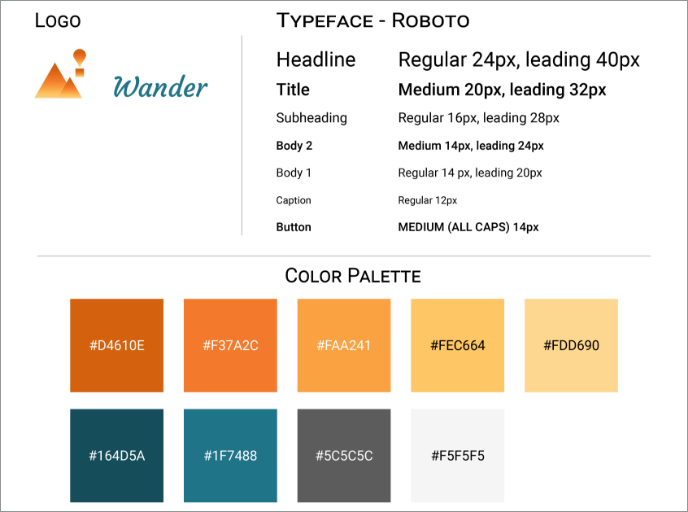 Logo
Wander
Typeface - Roboto
Headline Regular 24px, leading 40px
Title Medium 20px, leading 32px
Subheading Regular 16px, leading 28px
Body 2 Medium 14px, leading 24px
Body 1 Regular 14 px, leading 20px
Caption Regular 12px
Button MEDIUM (ALL CAPS) 14px
Color Palette
#D4610E #F37A2C #FAA241 #FEC664 #FDD690
#164D5A #1F7488 #5C5C5C #F5F5F5